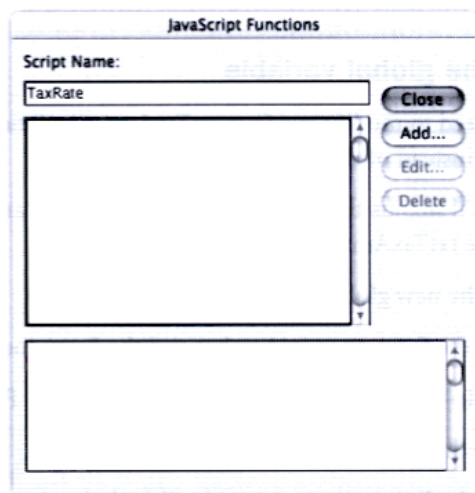 JavaScript Functions
Script Name:
TaxRate
Close
Add...
Edit...
Delete